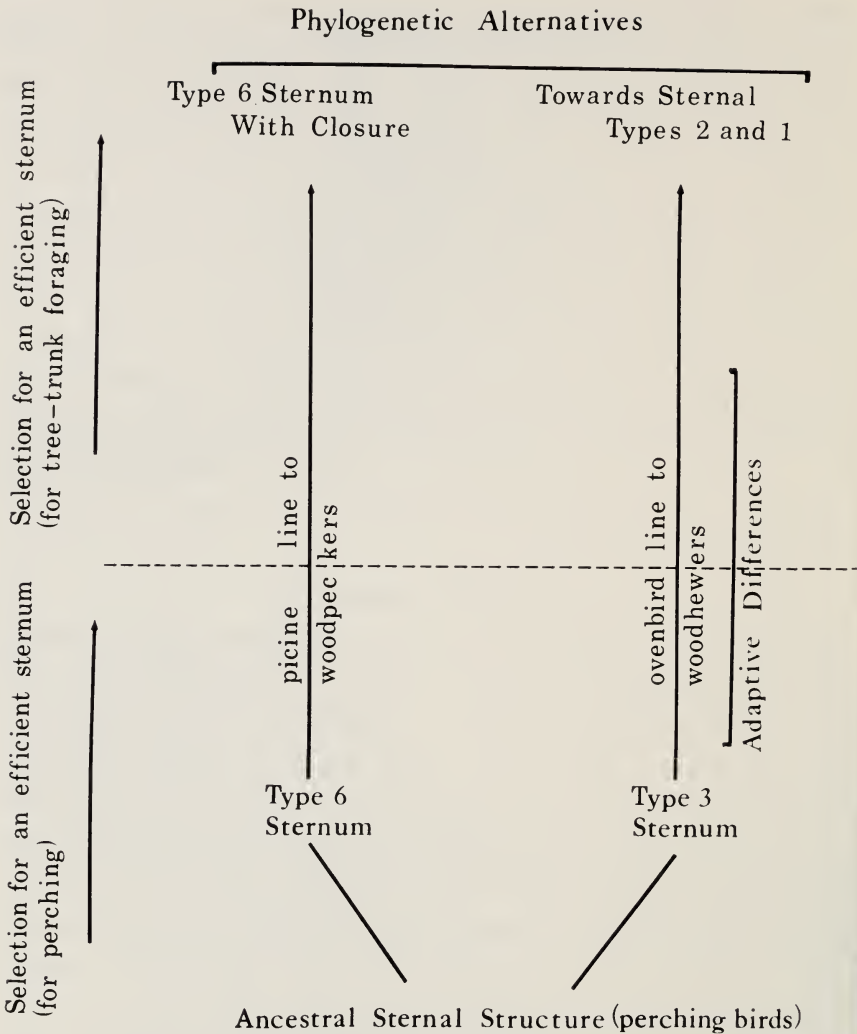 Phylogenetic Alternatives
Type 6 Sternum
With Closure
Towards Sternal
Types 2 and 1
Selection for an efficient sternum
(for tree-trunk foraging)
picine line to
woodpeckers
ovenbird line to
woodhewers
Adaptive Differences
Selection for an efficient sternum
(for perching)
Type 6
Sternum
Type 3
Sternum
Ancestral Sternal Structure (perching birds)